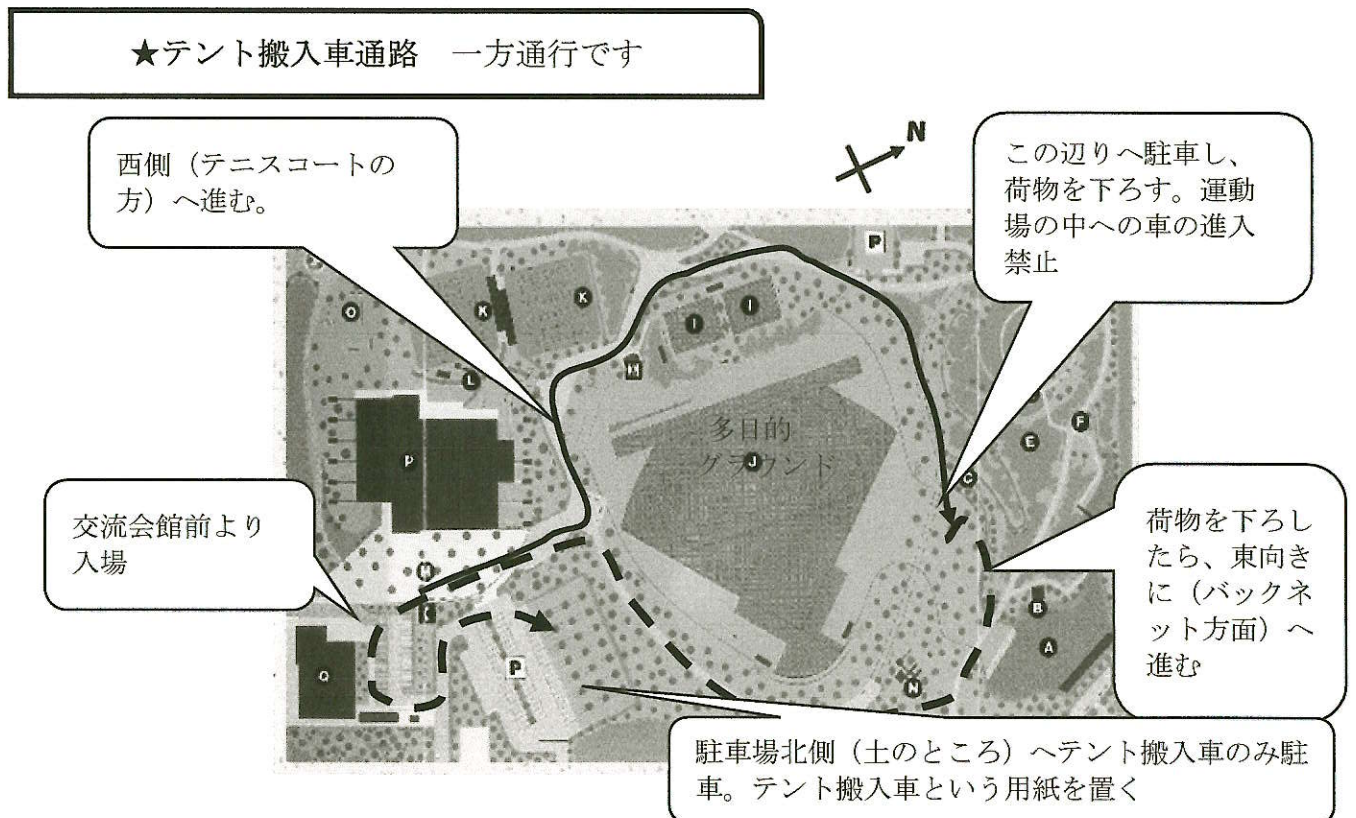 ★テント搬入車通路　一方通行です
N
西側（テニスコートの
方）へ進む。
この辺りへ駐車し、
荷物を下ろす。運動
場の中への車の進入
禁止
P
O
K
K
I
I
H
L
多目的
グラウンド
J
P
E
F
C
交流会館前より
入場
荷物を下ろし
たら、東向き
に（バックネ
ット方面）へ
進む
M
B
A
Q
P
N
駐車場北側（土のところ）へテント搬入車のみ駐
車。テント搬入車という用紙を置く